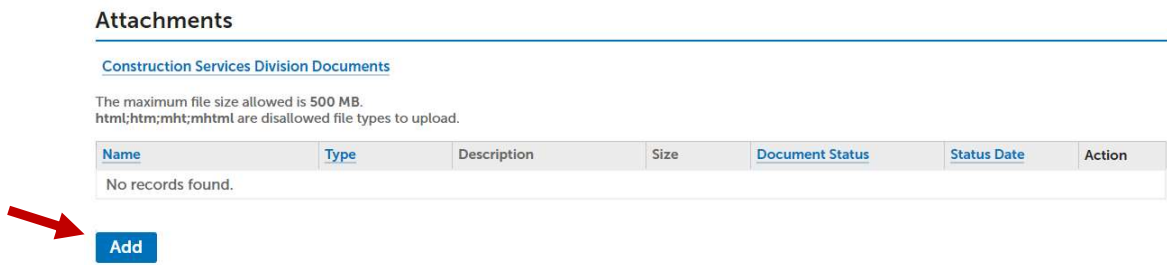 Attachments
Construction Services Division Documents
The maximum file size allowed is 500 MB.
html;htm;mht;mhtml are disallowed file types to upload.
Name Type Description Size Document Status Status Date Action
No records found.
Add